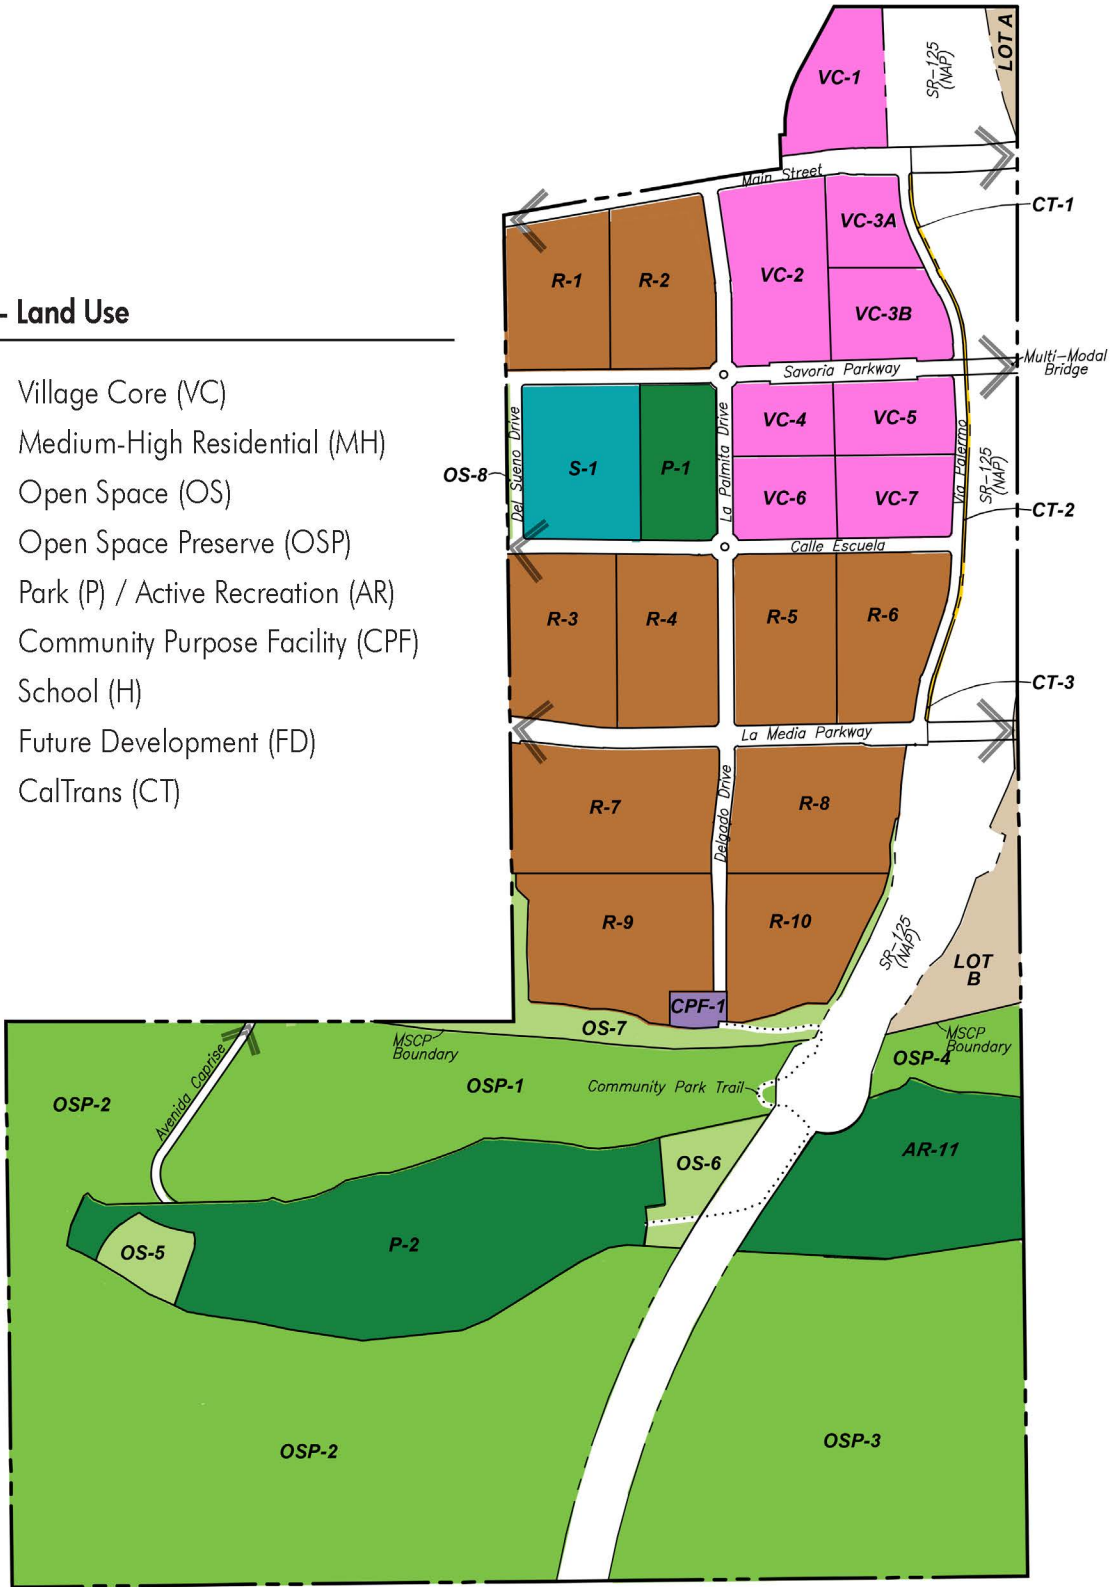 LOT A
SR-125
(NAP)
VC-1
Main Street
CT-1
VC-3A
R-1
R-2
VC-2
VC-3B
- Land Use
Multi-Modal
Bridge
Savoria Parkway
Village Core (VC)
Medium-High Residential (MH)
Open Space (OS)
Open Space Preserve (OSP)
Park (P) / Active Recreation (AR)
Community Purpose Facility (CPF)
School (H)
Future Development (FD)
CalTrans (CT)
OS-8
Del Sueno Drive
S-1
P-1
La Palmita Drive
VC-4
VC-5
VC-6
VC-7
Via Palermo
SR-125
(NAP)
CT-2
Calle Escuela
R-3
R-4
R-5
R-6
CT-3
La Media Parkway
R-7
Delgado Drive
R-8
R-9
R-10
SR-125
(NAP)
LOT
B
CPF-1
OS-7
MSCP
Boundary
MSCP
Boundary
OSP-4
Avenida Caprise
OSP-2
OSP-1
Community Park Trail
OS-6
AR-11
OS-5
P-2
OSP-2
OSP-3